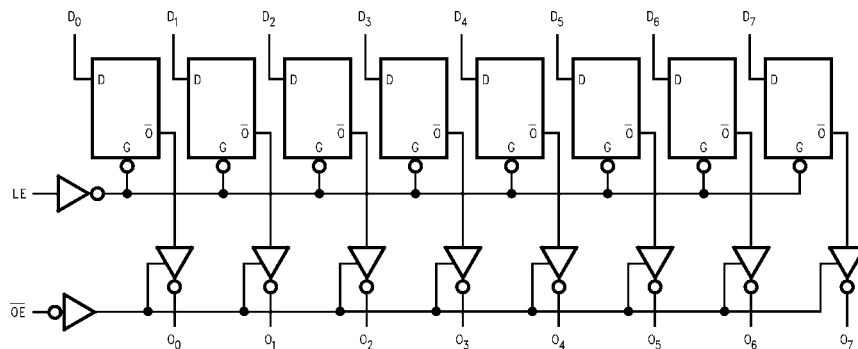 D₀ D₁ D₂ D₃ D₄ D₅ D₆ D₇
D D D D D D D D
O̅ O̅ O̅ O̅ O̅ O̅ O̅ O̅
G G G G G G G G
LE
O̅E̅
O₀ O₁ O₂ O₃ O₄ O₅ O₆ O₇